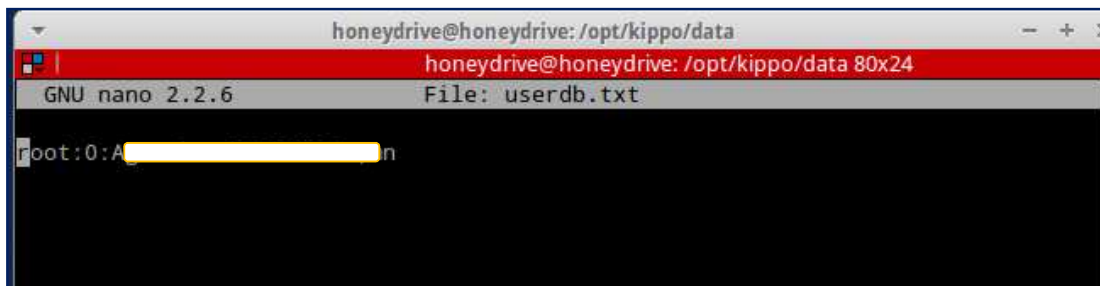 honeydrive@honeydrive: /opt/kippo/data
honeydrive@honeydrive: /opt/kippo/data 80x24
GNU nano 2.2.6 File: userdb.txt
root:0:A